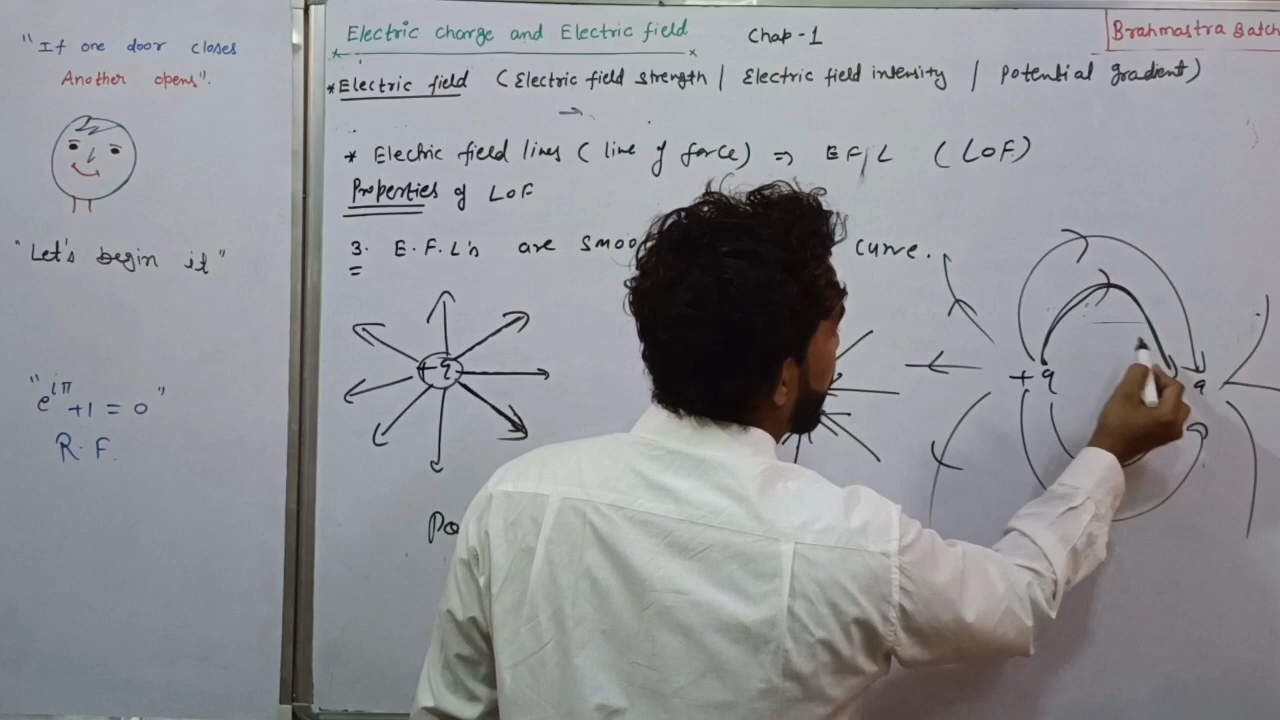 "If one door closes
Another opens".
"Let's begin it"
"e^iπ +1 = 0"
R. F.
Electric charge and Electric field Chap-1
Brahmastra Batch
* Electric field (Electric field strength / Electric field intensity / Potential gradient)
* Electric field lines (line of force) ⇒ E F L (LOF)
Properties of LOF
3. E.F.L's are smoo curve.
+q
+q
q
Po